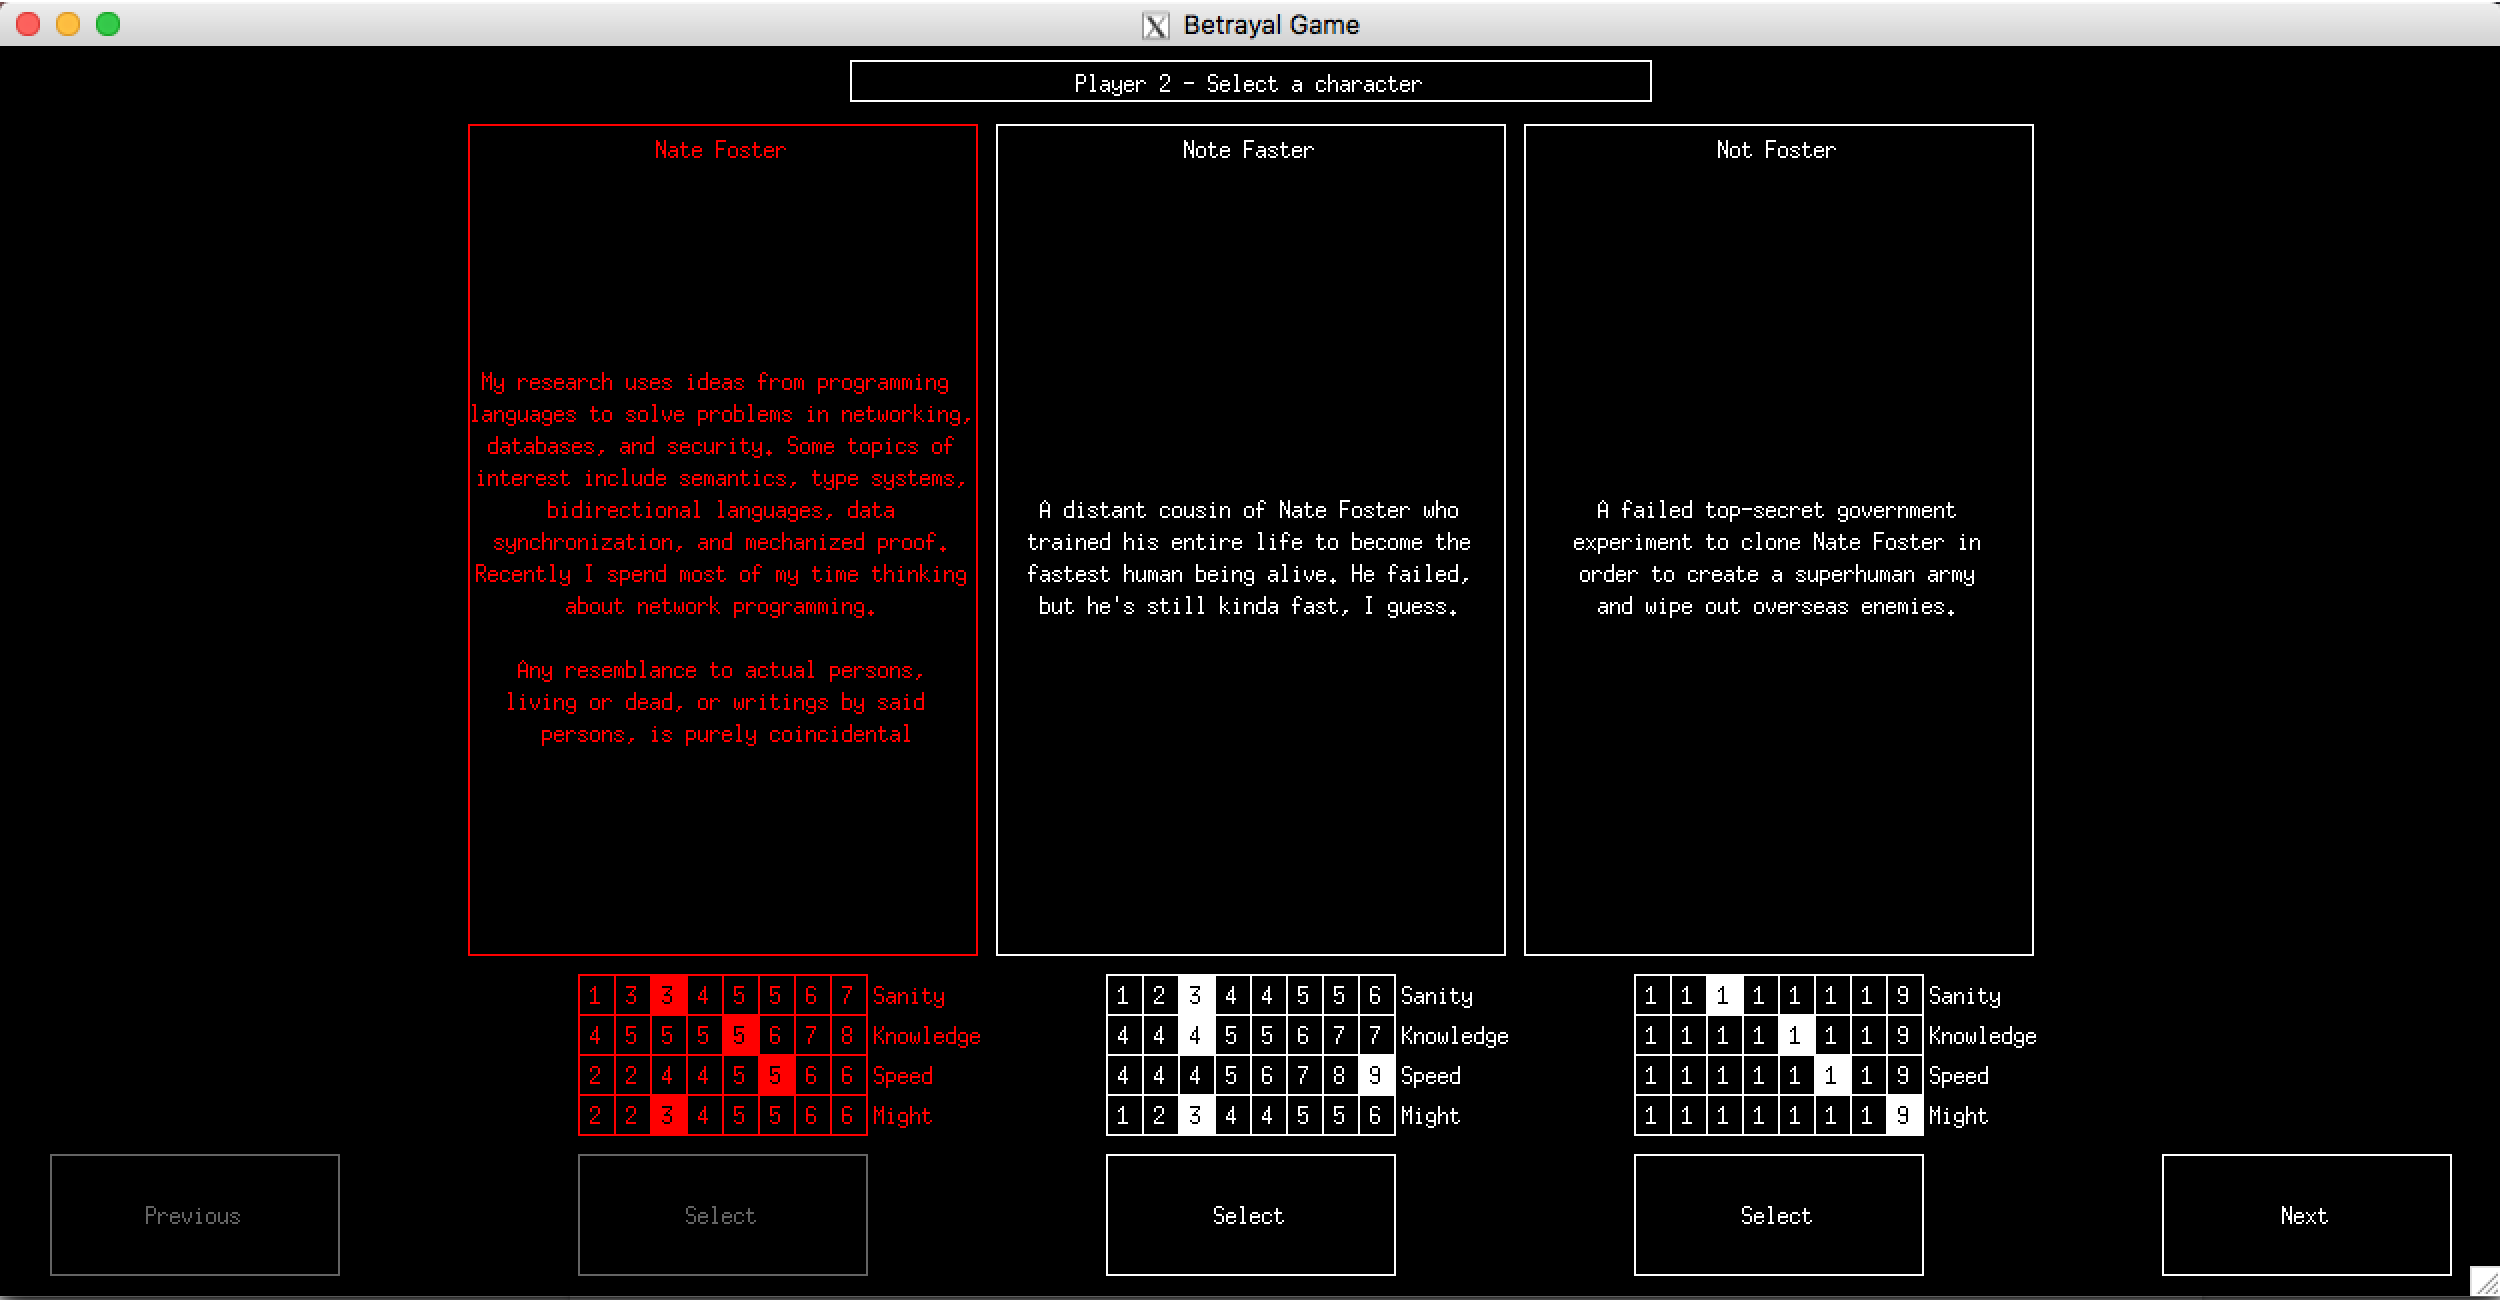 Betrayal Game
Player 2 - Select a character
Nate Foster
My research uses ideas from programming
languages to solve problems in networking,
databases, and security. Some topics of
interest include semantics, type systems,
bidirectional languages, data
synchronization, and mechanized proof.
Recently I spend most of my time thinking
about network programming.
Any resemblance to actual persons,
living or dead, or writings by said
persons, is purely coincidental
1 3 3 4 5 5 6 7 Sanity
4 5 5 5 5 6 7 8 Knowledge
2 2 4 4 5 5 6 6 Speed
2 2 3 4 5 5 6 6 Might
Select
Note Faster
A distant cousin of Nate Foster who
trained his entire life to become the
fastest human being alive. He failed,
but he's still kinda fast, I guess.
1 2 3 4 4 5 5 6 Sanity
4 4 4 5 5 6 7 7 Knowledge
4 4 4 5 6 7 8 9 Speed
1 2 3 4 4 5 5 6 Might
Select
Not Foster
A failed top-secret government
experiment to clone Nate Foster in
order to create a superhuman army
and wipe out overseas enemies.
1 1 1 1 1 1 1 9 Sanity
1 1 1 1 1 1 1 9 Knowledge
1 1 1 1 1 1 1 9 Speed
1 1 1 1 1 1 1 9 Might
Select
Previous
Next